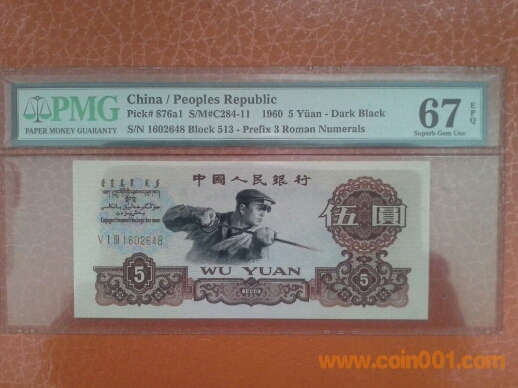 PMG
PAPER MONEY GUARANTY
China / Peoples Republic
Pick# 876a1 S/M#C284-11 1960 5 Yüan - Dark Black
S/N 1602648 Block 513 - Prefix 3 Roman Numerals
67 EPQ
Superb Gem Unc
中國人民銀行
伍圓
V I III 1602648
WU YUAN
5
1960
5
www.coin001.com